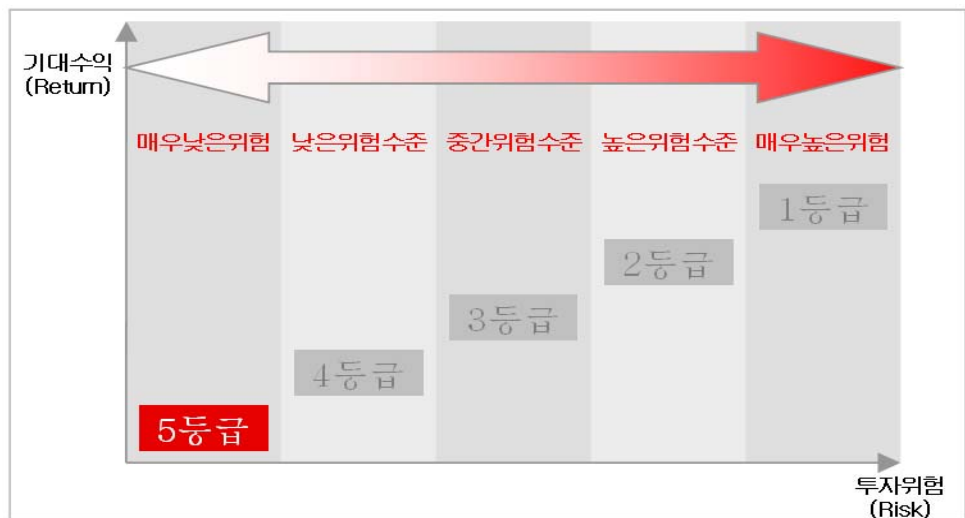 기대수익
(Return)
매우낮은위험 낮은위험수준 중간위험수준 높은위험수준 매우높은위험
1등급
2등급
3등급
4등급
5등급
투자위험
(Risk)